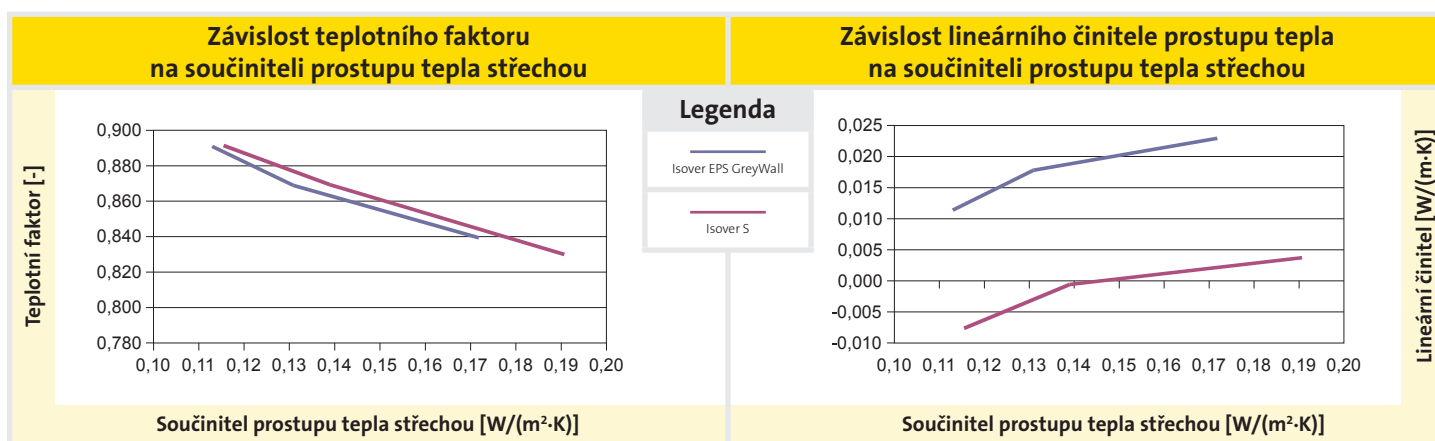 Závislost teplotního faktoru
na součiniteli prostupu tepla střechou
Závislost lineárního činitele prostupu tepla
na součiniteli prostupu tepla střechou
Teplotní faktor [-]
0,900
0,880
0,860
0,840
0,820
0,800
0,780
0,10 0,11 0,12 0,13 0,14 0,15 0,16 0,17 0,18 0,19 0,20
Součinitel prostupu tepla střechou [W/(m²·K)]
Legenda
Isover EPS GreyWall
Isover S
0,025
0,020
0,015
0,010
0,005
0,000
-0,005
-0,010
0,10 0,11 0,12 0,13 0,14 0,15 0,16 0,17 0,18 0,19 0,20
Lineární činitel [W/(m·K)]
Součinitel prostupu tepla střechou [W/(m²·K)]